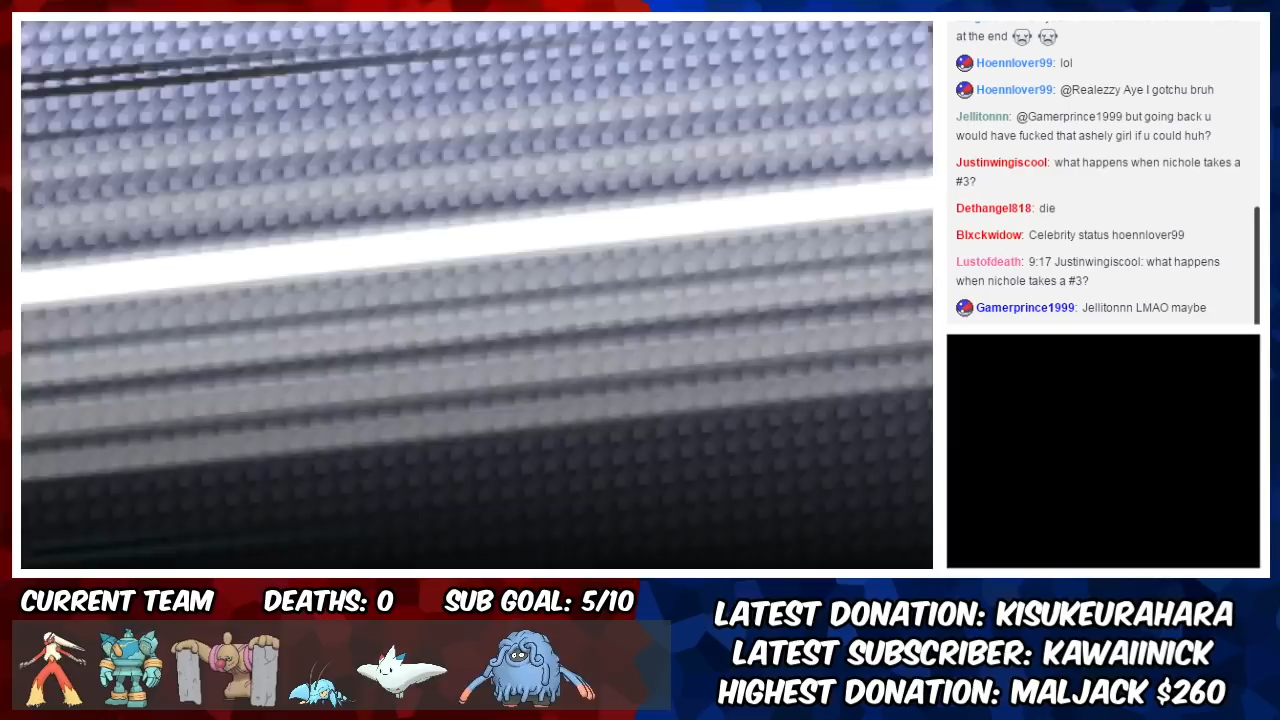 at the end
Hoennlover99: lol
Hoennlover99: @Realezzy Aye I gotchu bruh
Jellitonnn: @Gamerprince1999 but going back u
would have fucked that ashely girl if u could huh?
Justinwingiscool: what happens when nichole takes a
#3?
Dethangel818: die
Blxckwidow: Celebrity status hoennlover99
Lustofdeath: 9:17 Justinwingiscool: what happens
when nichole takes a #3?
Gamerprince1999: Jellitonnn LMAO maybe
CURRENT TEAM
DEATHS: 0
SUB GOAL: 5/10
LATEST DONATION: KISUKEURAHARA
LATEST SUBSCRIBER: KAWAIINICK
HIGHEST DONATION: MALJACK $260